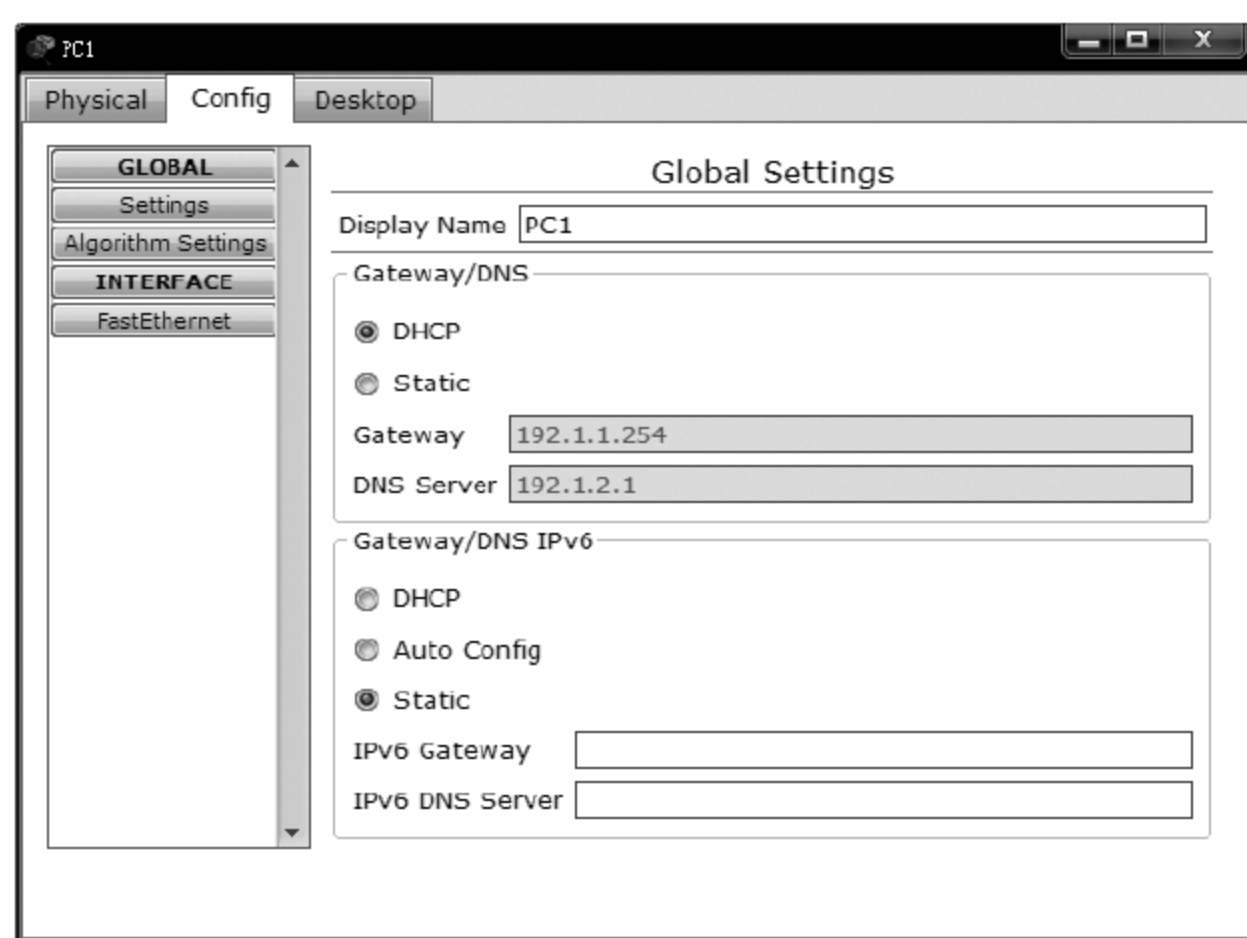 PC1
X
Physical Config Desktop
GLOBAL
Settings
Algorithm Settings
INTERFACE
FastEthernet
Global Settings
Display Name PC1
Gateway/DNS
DHCP
Static
Gateway 192.1.1.254
DNS Server 192.1.2.1
Gateway/DNS IPv6
DHCP
Auto Config
Static
IPv6 Gateway
IPv6 DNS Server